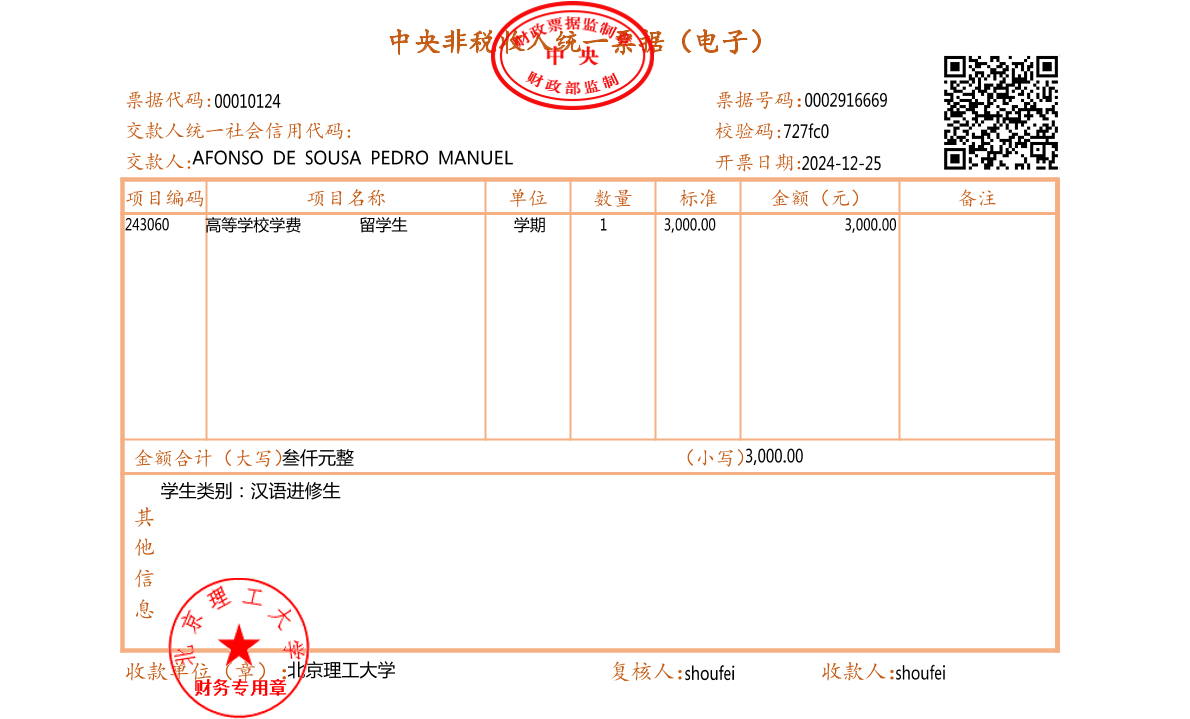 中央非税收入统一票据（电子）
财政票据监制章
中央
财政部监制
票据代码:00010124
票据号码:0002916669
交款人统一社会信用代码:
校验码:727fc0
交款人:AFONSO DE SOUSA PEDRO MANUEL
开票日期:2024-12-25
项目编码 项目名称 单位 数量 标准 金额（元） 备注
243060 高等学校学费 留学生 学期 1 3,000.00 3,000.00
金额合计（大写)叁仟元整 （小写)3,000.00
学生类别：汉语进修生
其他信息
北京理工大学
财务专用章
收款单位（章）:北京理工大学 复核人:shoufei 收款人:shoufei